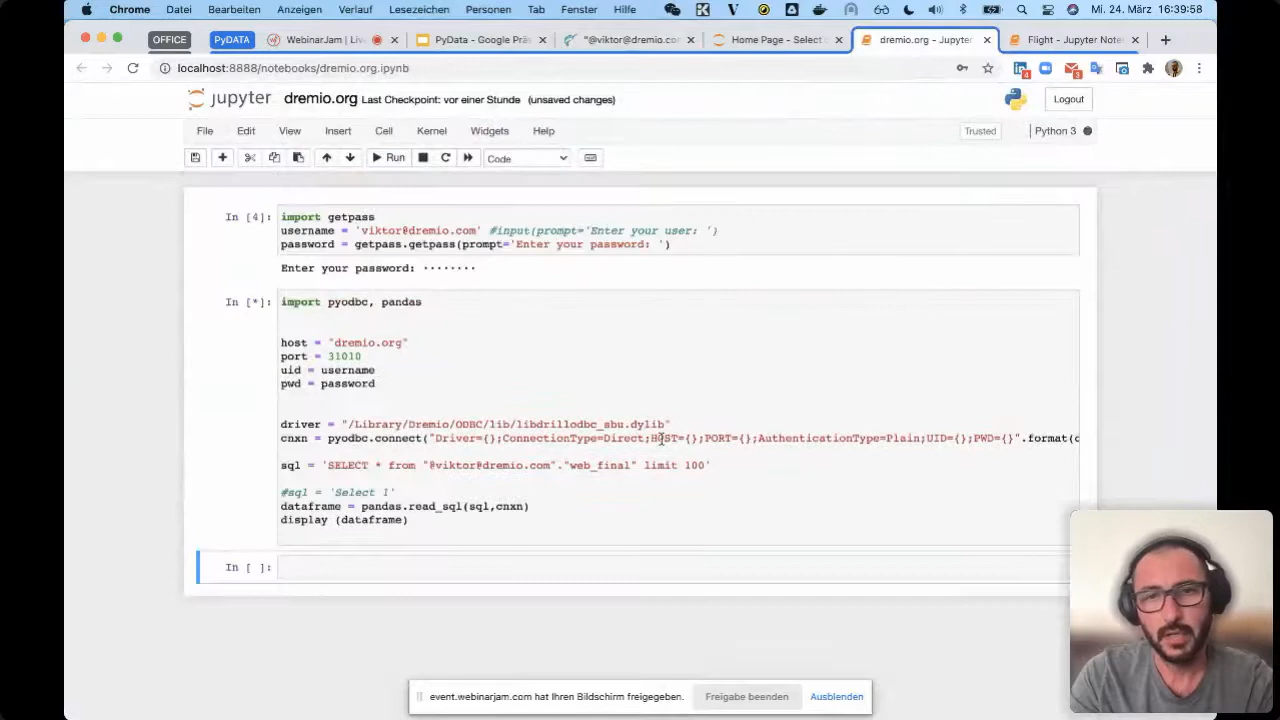 Chrome Datei Bearbeiten Anzeigen Verlauf Lesezeichen Personen Tab Fenster Hilfe Mi. 24. März 16:39:58
OFFICE PyDATA WebinarJam | Live PyData - Google Prä "@viktor@dremio.co Home Page - Select dremio.org - Jupyter Flight - Jupyter Note
localhost:8888/notebooks/dremio.org.ipynb
4 3
jupyter dremio.org Last Checkpoint: vor einer Stunde (unsaved changes) Logout
File Edit View Insert Cell Kernel Widgets Help Trusted Python 3
Run Code
In [4]: import getpass
username = 'viktor@dremio.com' #input(prompt='Enter your user: ')
password = getpass.getpass(prompt='Enter your password: ')
Enter your password: ········
In [*]: import pyodbc, pandas
host = "dremio.org"
port = 31010
uid = username
pwd = password
driver = "/Library/Dremio/ODBC/lib/libdrillodbc_sbu.dylib"
cnxn = pyodbc.connect("Driver={};ConnectionType=Direct;HOST={};PORT={};AuthenticationType=Plain;UID={};PWD={}".format(
sql = 'SELECT * from "@viktor@dremio.com"."web_final" limit 100'
#sql = 'Select 1'
dataframe = pandas.read_sql(sql,cnxn)
display (dataframe)
In [ ]:
event.webinarjam.com hat Ihren Bildschirm freigegeben. Freigabe beenden Ausblenden